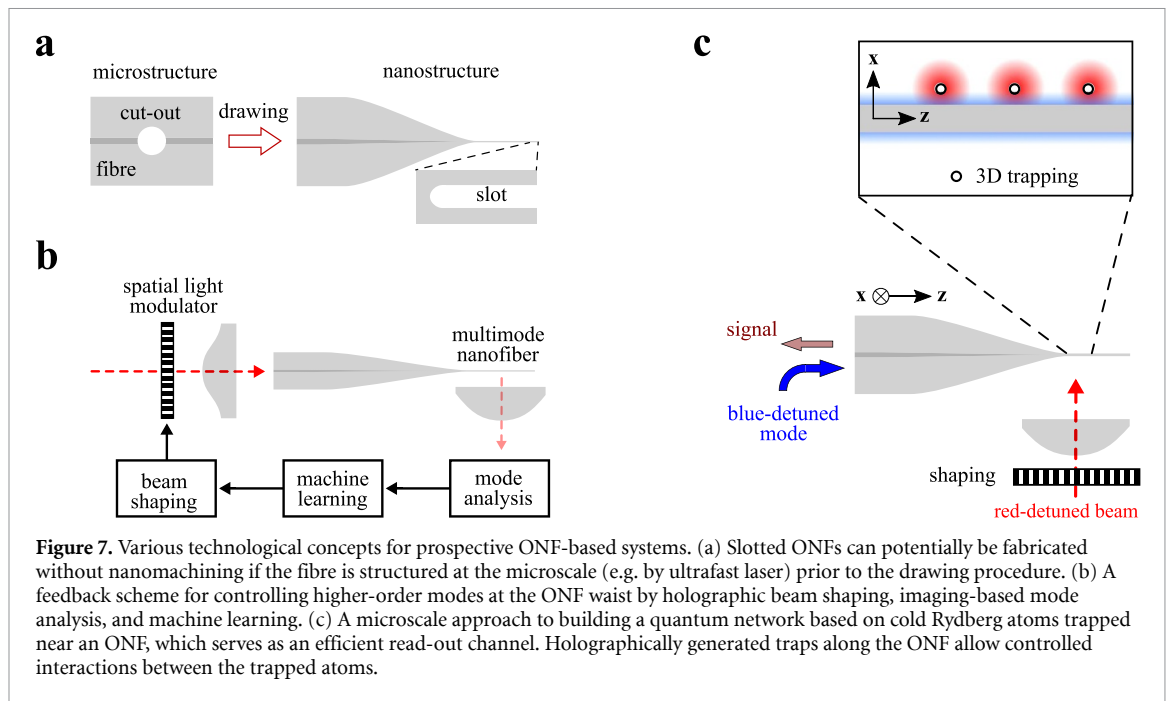 a
microstructure
nanostructure
cut-out
drawing
fibre
slot
b
spatial light
modulator
multimode
nanofiber
beam
shaping
machine
learning
mode
analysis
c
x
z
3D trapping
x z
signal
blue-detuned
mode
shaping
red-detuned beam
Figure 7. Various technological concepts for prospective ONF-based systems. (a) Slotted ONFs can potentially be fabricated
without nanomachining if the fibre is structured at the microscale (e.g. by ultrafast laser) prior to the drawing procedure. (b) A
feedback scheme for controlling higher-order modes at the ONF waist by holographic beam shaping, imaging-based mode
analysis, and machine learning. (c) A microscale approach to building a quantum network based on cold Rydberg atoms trapped
near an ONF, which serves as an efficient read-out channel. Holographically generated traps along the ONF allow controlled
interactions between the trapped atoms.